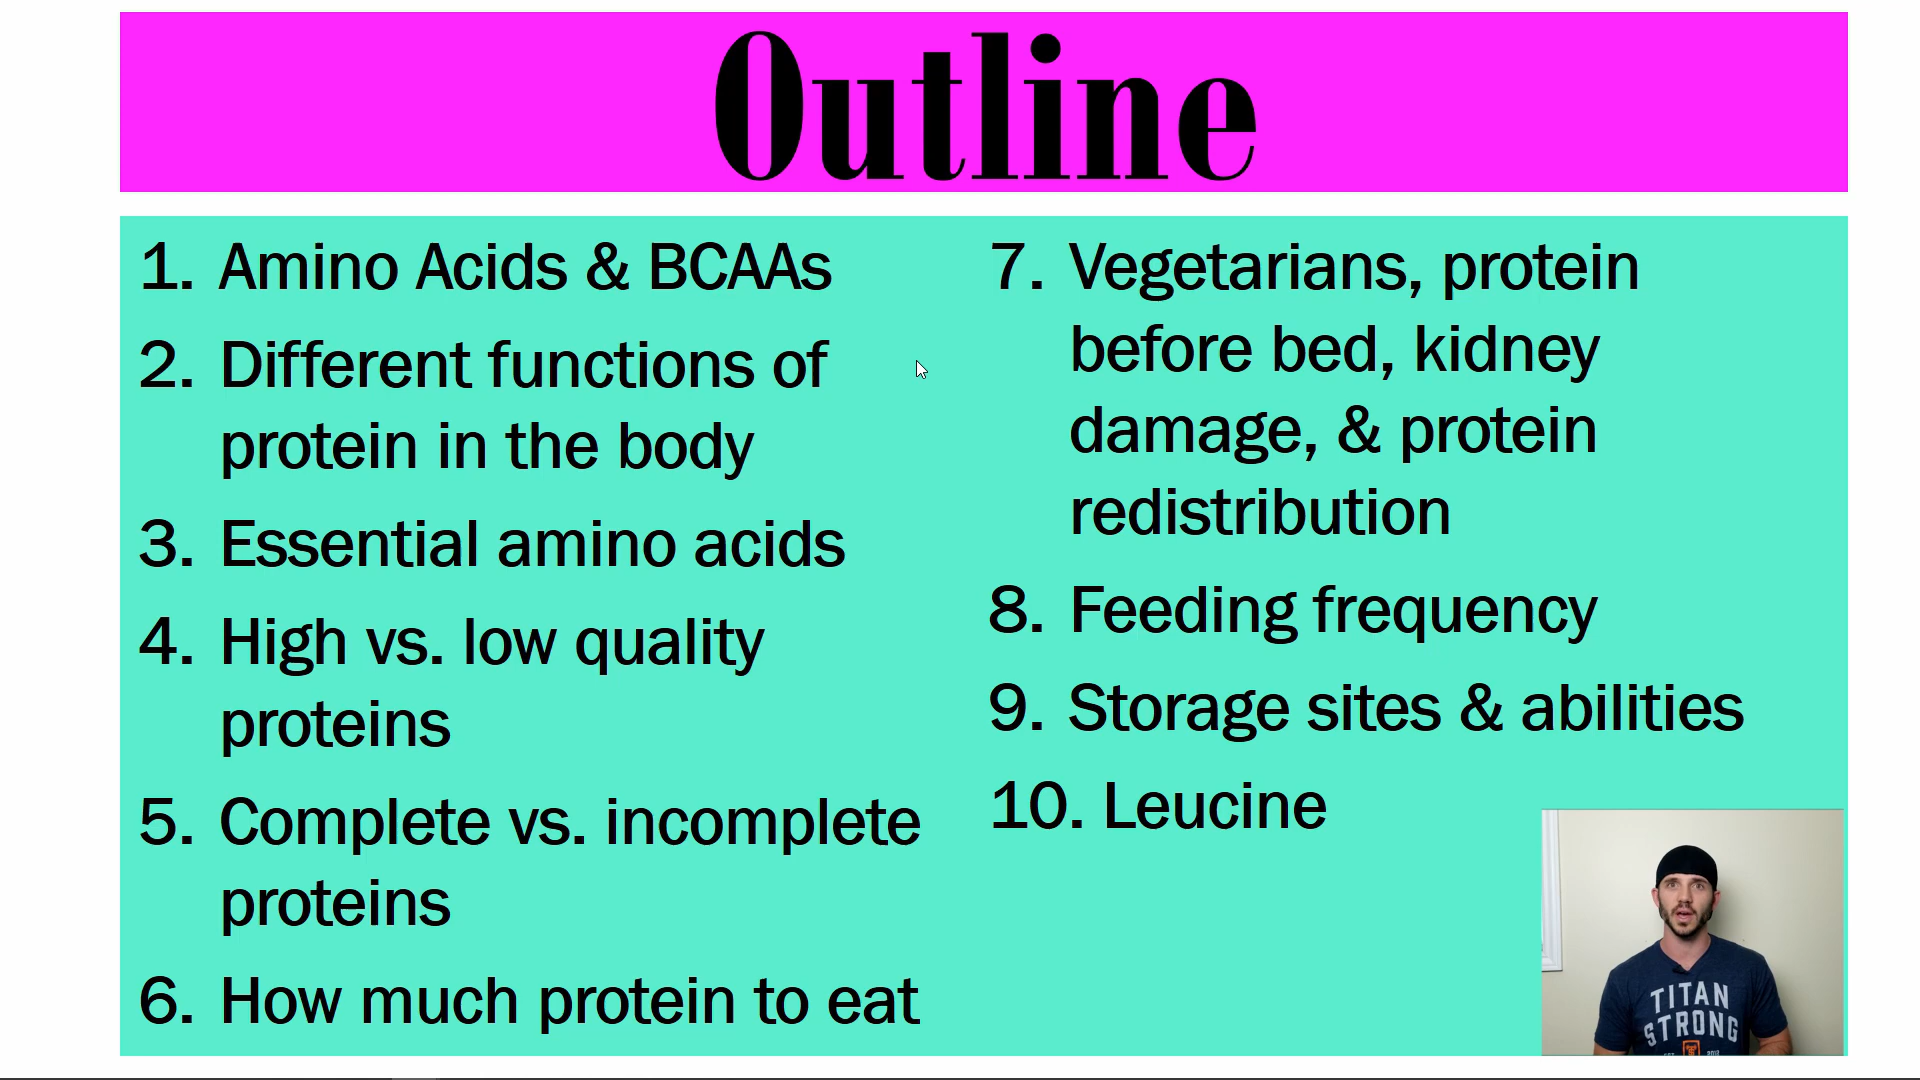 Outline
1. Amino Acids & BCAAs
2. Different functions of
protein in the body
3. Essential amino acids
4. High vs. low quality
proteins
5. Complete vs. incomplete
proteins
6. How much protein to eat
7. Vegetarians, protein
before bed, kidney
damage, & protein
redistribution
8. Feeding frequency
9. Storage sites & abilities
10. Leucine
TITAN
STRONG